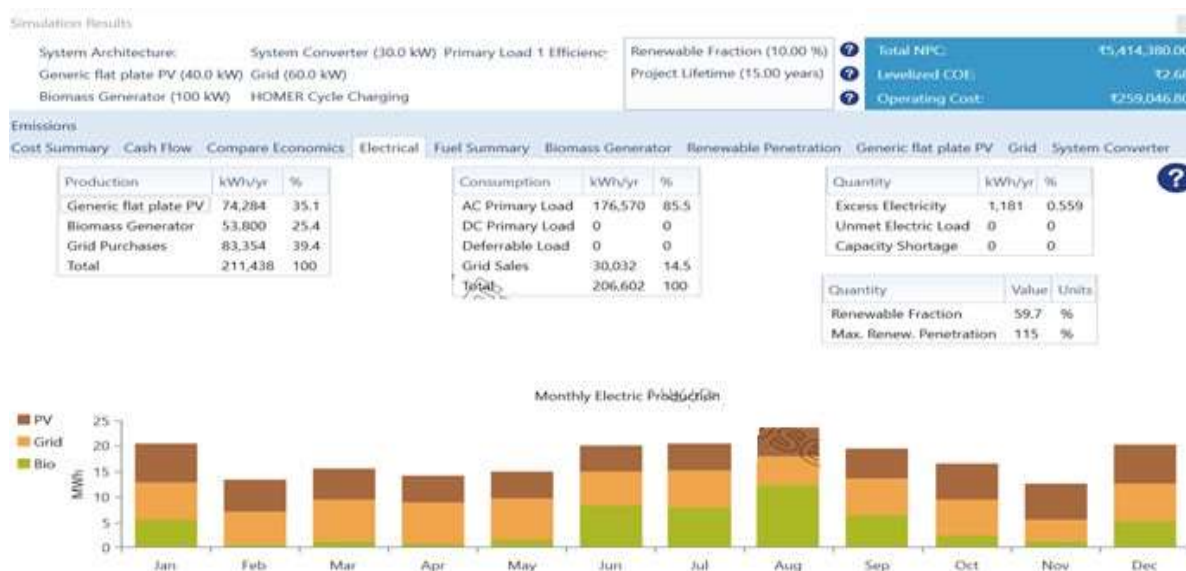 Simulation Results
System Architecture: System Converter (30.0 kW) Primary Load 1 Efficienc
Generic flat plate PV (40.0 kW) Grid (60.0 kW)
Biomass Generator (100 kW) HOMER Cycle Charging
Renewable Fraction (10.00 %) ?
Project Lifetime (15.00 years) ?
?
Total NPC: ₹5,414,380.00
Levelized COE: ₹2.60
Operating Cost: ₹259,046.80
Emissions
Cost Summary Cash Flow Compare Economics Electrical Fuel Summary Biomass Generator Renewable Penetration Generic flat plate PV Grid System Converter
Production kWh/yr %
Generic flat plate PV 74,284 35.1
Biomass Generator 53,800 25.4
Grid Purchases 83,354 39.4
Total 211,438 100
Consumption kWh/yr %
AC Primary Load 176,570 85.5
DC Primary Load 0 0
Deferrable Load 0 0
Grid Sales 30,032 14.5
Total 206,602 100
Quantity kWh/yr %
Excess Electricity 1,181 0.559
Unmet Electric Load 0 0
Capacity Shortage 0 0
?
Quantity Value Units
Renewable Fraction 59.7 %
Max. Renew. Penetration 115 %
Monthly Electric Production
PV
Grid
Bio
MWh
25
20
15
10
5
0
Jan Feb Mar Apr May Jun Jul Aug Sep Oct Nov Dec